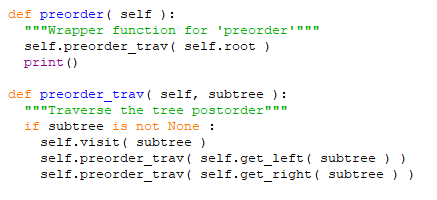 def preorder( self ):
  """Wrapper function for 'preorder'"""
  self.preorder_trav( self.root )
  print()

def preorder_trav( self, subtree ):
  """Traverse the tree postorder"""
  if subtree is not None :
    self.visit( subtree )
    self.preorder_trav( self.get_left( subtree ) )
    self.preorder_trav( self.get_right( subtree ) )